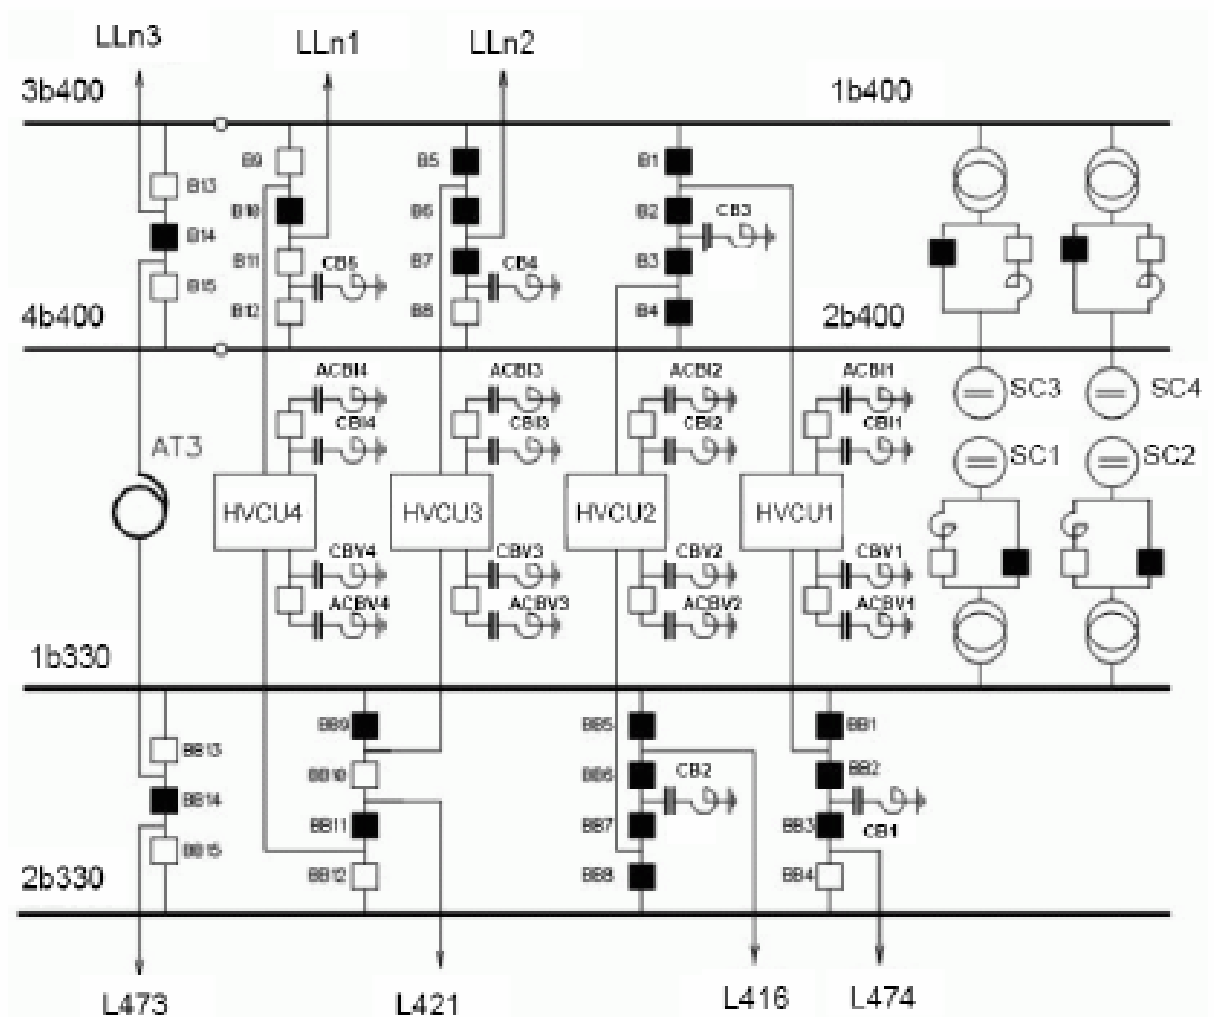 LLn3 LLn1 LLn2
3b400 1b400
B9 B5 B1
B13
B10 B6 B2 CB3
B14
B11 CB5 B7 CB4 B3
B15
B12 B8 B4
4b400 2b400
ACBI4 ACBI3 ACBI2 ACBI1
SC3 SC4
CBI4 CBI3 CBI2 CBI1
AT3 SC1 SC2
HVCU4 HVCU3 HVCU2 HVCU1
CBV4 CBV3 CBV2 CBV1
ACBV4 ACBV3 ACBV2 ACBV1
1b330
BB9 BB5 BB1
BB13
BB10 BB6 CB2 BB2
BB14
BB11 BB7 BB3 CB1
BB15
2b330 BB12 BB8 BB4
L473 L421 L416 L474